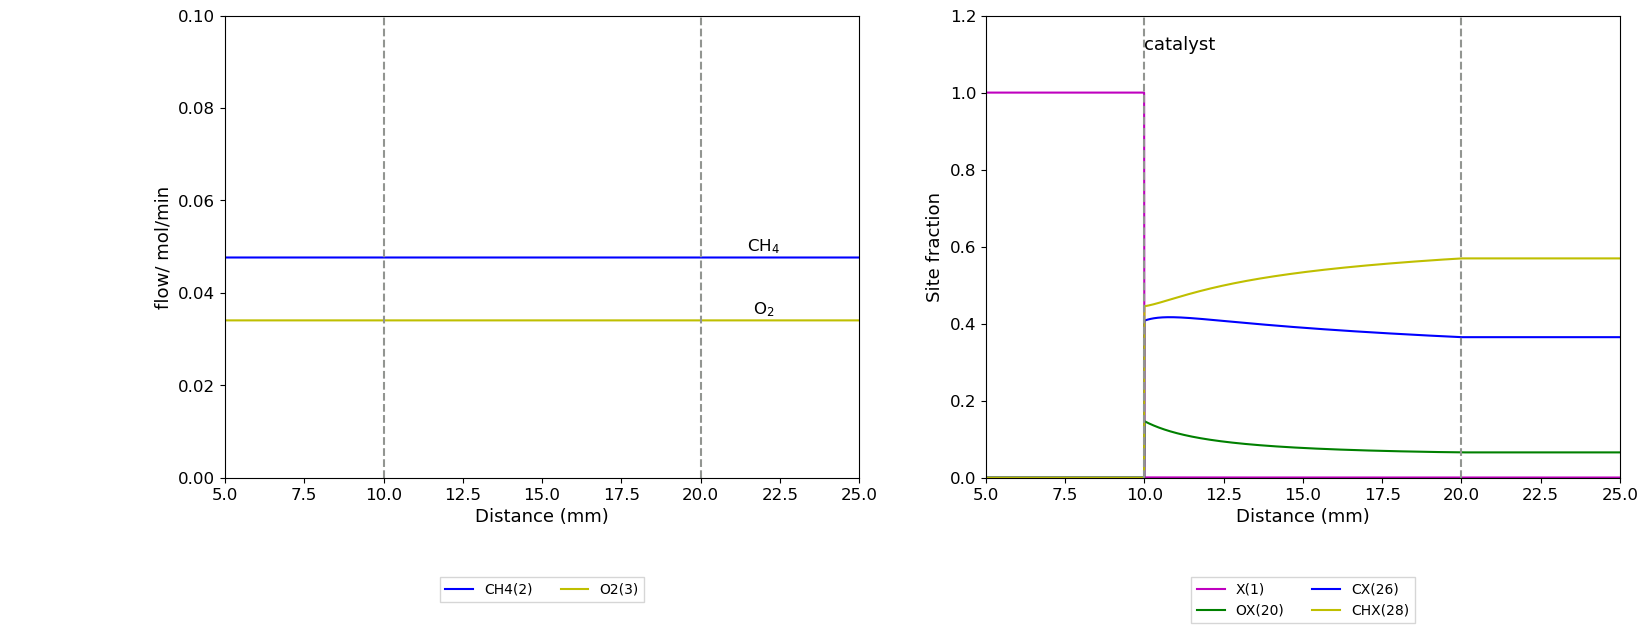 0.10
0.08
0.06
0.04
0.02
0.00
flow/ mol/min
CH4
O2
5.0 7.5 10.0 12.5 15.0 17.5 20.0 22.5 25.0
Distance (mm)
CH4(2) O2(3)
1.2
1.0
0.8
0.6
0.4
0.2
0.0
Site fraction
catalyst
5.0 7.5 10.0 12.5 15.0 17.5 20.0 22.5 25.0
Distance (mm)
X(1) CX(26)
OX(20) CHX(28)